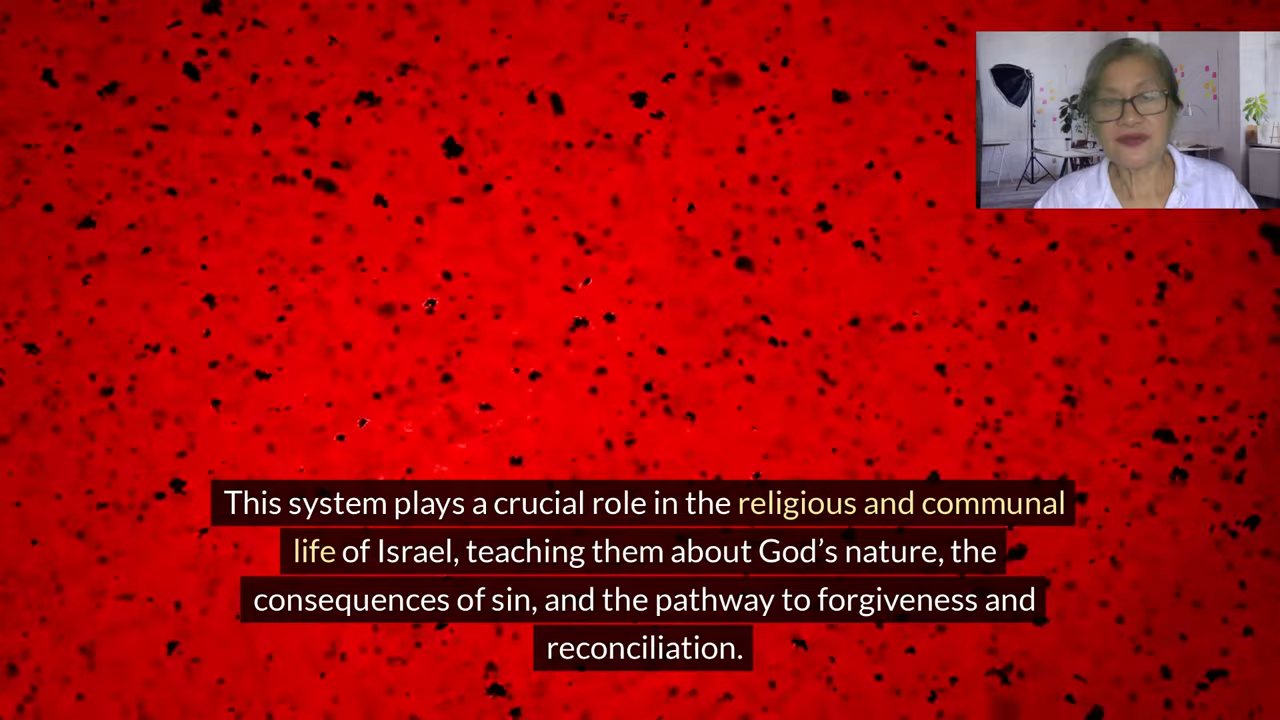 This system plays a crucial role in the religious and communal
life of Israel, teaching them about God’s nature, the
consequences of sin, and the pathway to forgiveness and
reconciliation.